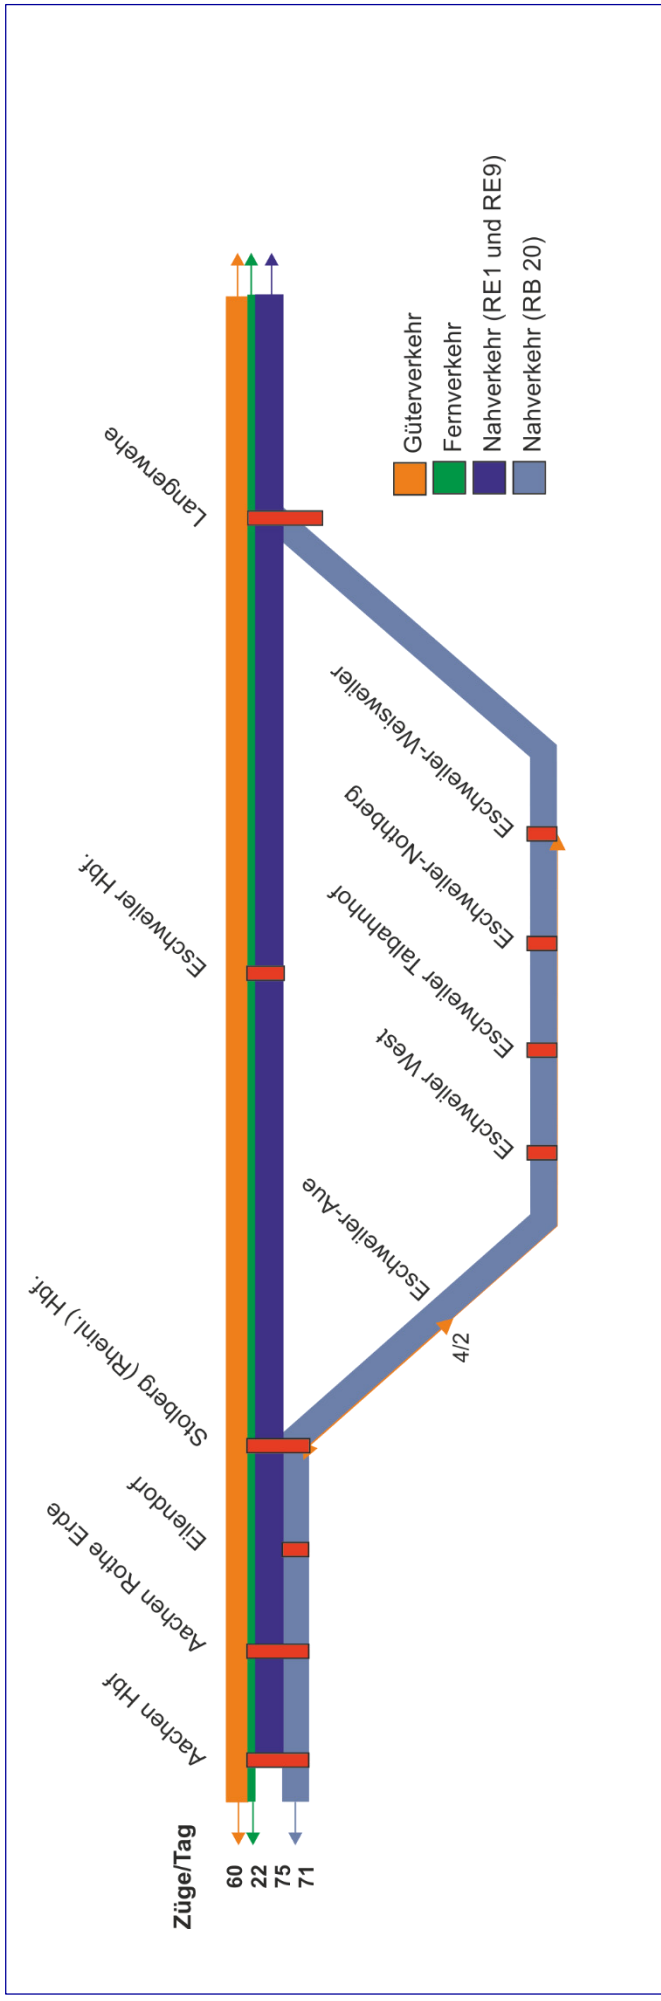 Züge/Tag
60
22
75
71
Aachen Hbf
Aachen Rothe Erde
Eilendorf
Stolberg (Rheinl.) Hbf.
Eschweiler Hbf.
Langerwehe
4/2
Eschweiler-Aue
Eschweiler West
Eschweiler Talbahnhof
Eschweiler-Nothberg
Eschweiler-Weisweiler
Güterverkehr
Fernverkehr
Nahverkehr (RE1 und RE9)
Nahverkehr (RB 20)